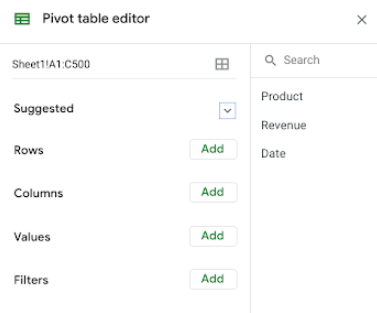 Pivot table editor
Sheet1!A1:C500
Search
Suggested
Product
Revenue
Rows
Add
Date
Columns
Add
Values
Add
Filters
Add